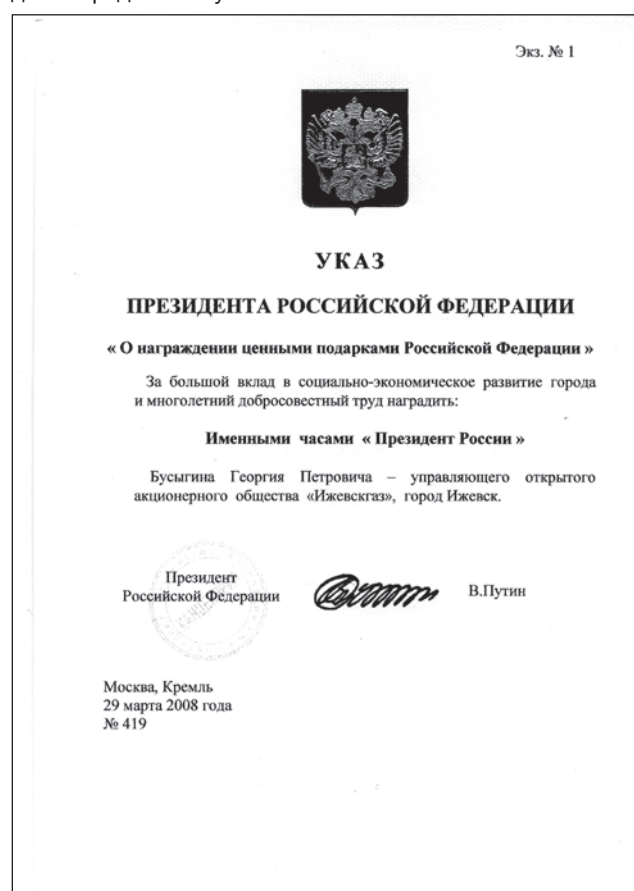 Экз. № 1
УКАЗ
ПРЕЗИДЕНТА РОССИЙСКОЙ ФЕДЕРАЦИИ
« О награждении ценными подарками Российской Федерации »
За большой вклад в социально-экономическое развитие города
и многолетний добросовестный труд наградить:
Именными часами « Президент России »
Бусыгина Георгия Петровича – управляющего открытого
акционерного общества «Ижевскгаз», город Ижевск.
Президент
Российской Федерации
В.Путин
Москва, Кремль
29 марта 2008 года
№ 419